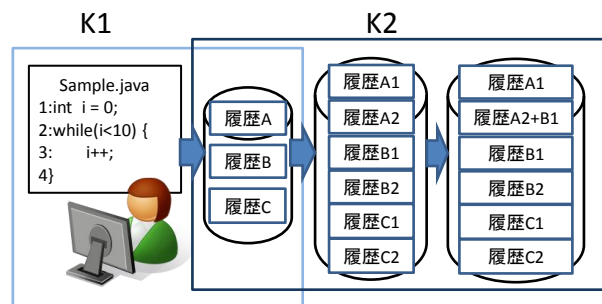 K1
K2
Sample.java
1:int i = 0;
2:while(i<10) {
3: i++;
4}
履歴A
履歴B
履歴C
履歴A1
履歴A2
履歴B1
履歴B2
履歴C1
履歴C2
履歴A1
履歴A2+B1
履歴B1
履歴B2
履歴C1
履歴C2